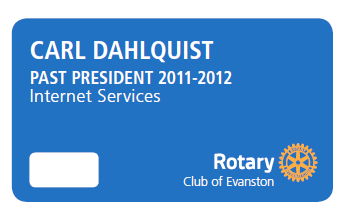 CARL DAHLQUIST
PAST PRESIDENT 2011-2012
Internet Services
Rotary
Club of Evanston